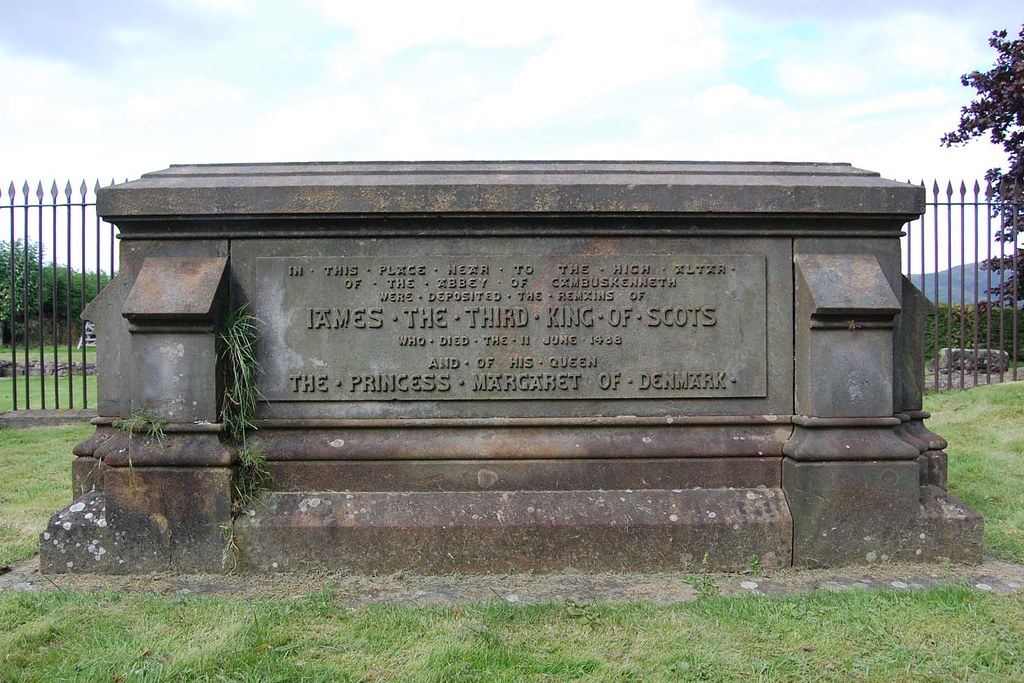 IN · THIS · PLACE · NEAR · TO · THE · HIGH · ALTAR ·
OF · THE · ABBEY · OF · CAMBUSKENNETH
WERE · DEPOSITED · THE · REMAINS · OF
IAMES · THE · THIRD · KING · OF · SCOTS
WHO · DIED · THE · 11 JUNE · 1488
AND · OF · HIS · QUEEN
THE · PRINCESS · MARGARET · OF · DENMARK ·